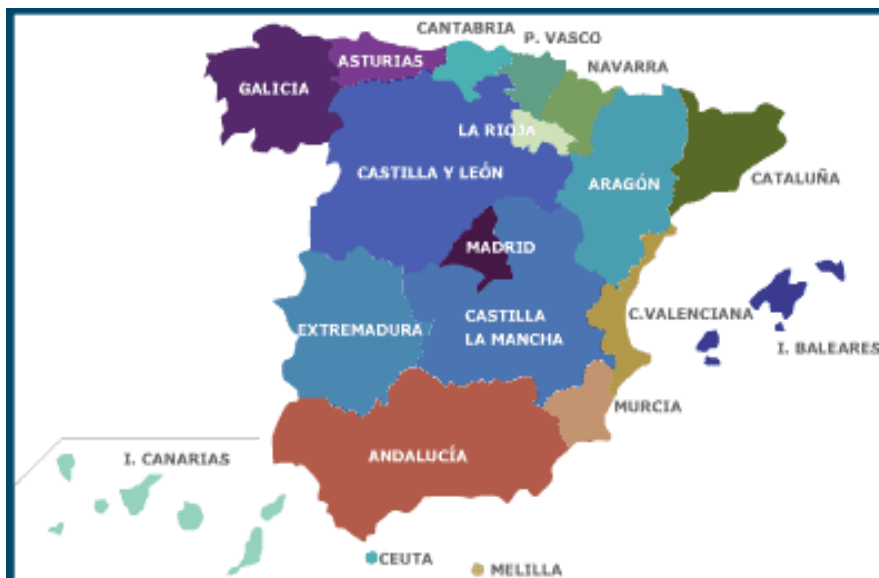 CANTABRIA
P. VASCO
ASTURIAS
NAVARRA
GALICIA
LA RIOJA
CASTILLA Y LEÓN
ARAGÓN
CATALUÑA
MADRID
C.VALENCIANA
CASTILLA
LA MANCHA
EXTREMADURA
I. BALEARES
MURCIA
ANDALUCÍA
I. CANARIAS
CEUTA
MELILLA